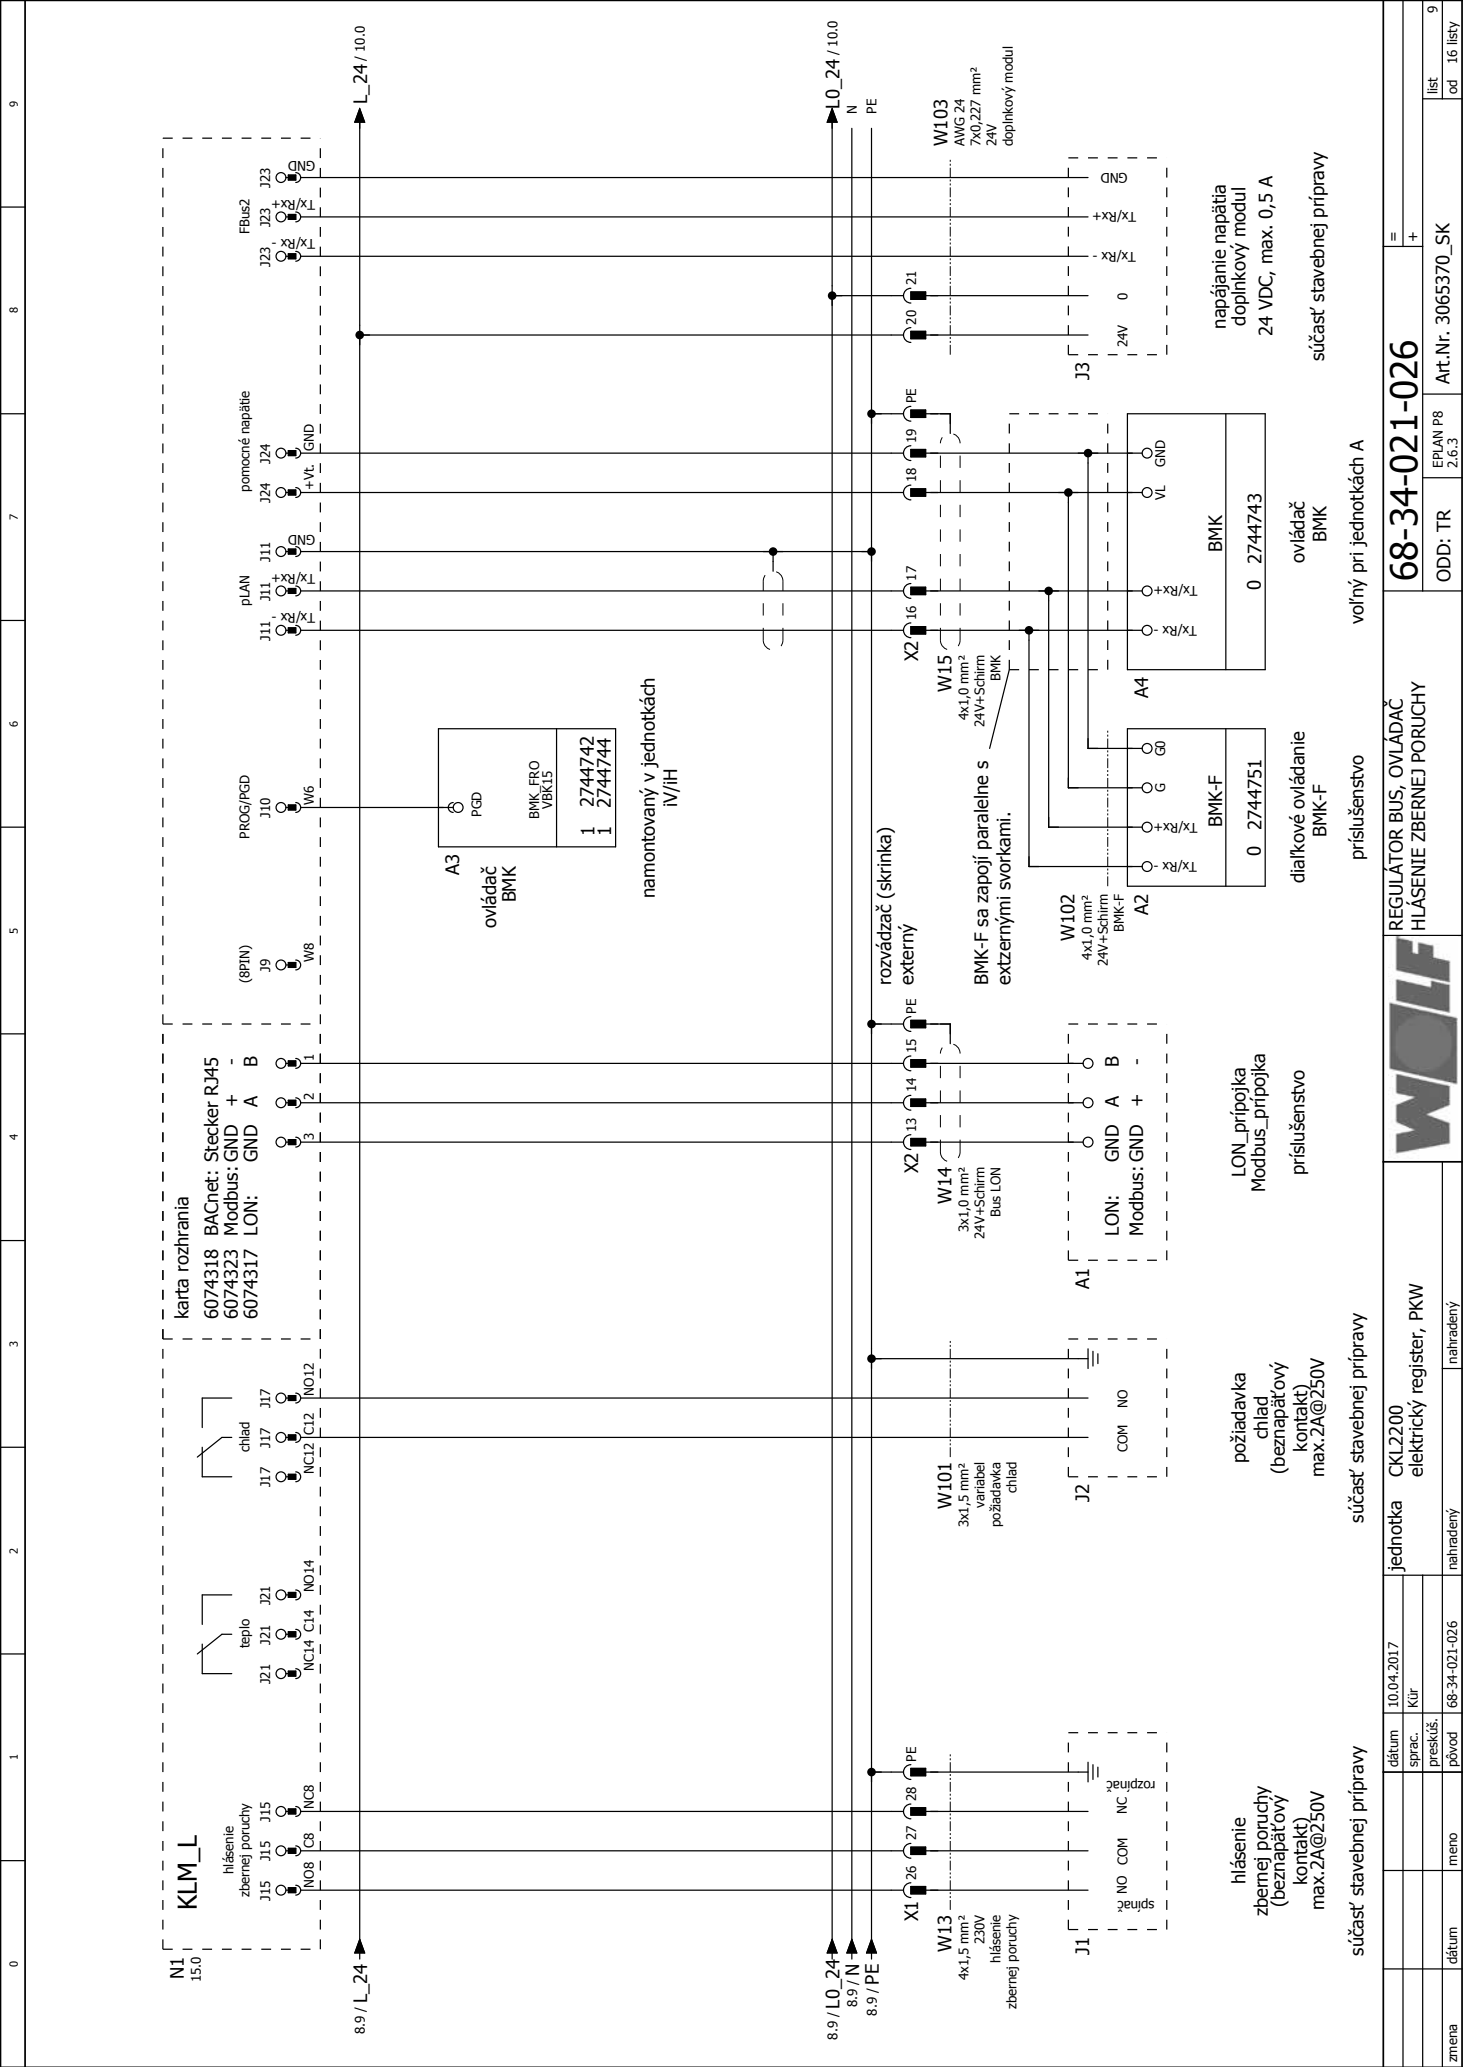 0 1 2 3 4 5 6 7 8 9
N1
15.0
KLM_L
hlásenie
zbernej poruchy
J15 J15 J15
NO8 C8 NC8
teplo
J21 J21 J21
NC14 C14 NO14
chlad
J17 J17 J17
NC12 C12 NO12
karta rozhrania
6074318 BACnet: Stecker RJ45
6074323 Modbus: GND + -
6074317 LON: GND A B
3 2 1
(8PIN)
J9
W8
PROG/PGD
J10
W6
pLAN
J11 J11 J11
Tx/Rx - Tx/Rx+ GND
pomocné napätie
J24 J24
+Vt. GND
FBus2
J23 J23 J23
Tx/Rx - Tx/Rx+ GND
8.9 / L_24
L_24 / 10.0
A3
PGD
BMK_FRO
VBK15
1 2744742
1 2744744
ovládač
BMK
namontovaný v jednotkách
iV/iH
8.9 / L0_24
8.9 / N
8.9 / PE
L0_24 / 10.0
N
PE
rozvádzač (skrinka)
externý
X1 26 27 28 PE
X2 13 14 15 PE
X2 16 17 18 19 PE
20 21
W13
4x1,5 mm²
230V
hlásenie
zbernej poruchy
W101
3x1,5 mm²
variabel
požiadavka
chlad
W14
3x1,0 mm²
24V+Schirm
Bus LON
BMK-F sa zapojí paralelne s
extzernými svorkami.
W15
4x1,0 mm²
24V+Schirm
BMK
W102
4x1,0 mm²
24V+Schirm
BMK-F
W103
AWG 24
7x0,227 mm²
24V
doplnkový modul
J1
NO COM NC
spínač rozpínač
J2
COM NO
A1
LON: GND A B
Modbus: GND + -
A2
Tx/Rx - Tx/Rx+ G G0
BMK-F
0 2744751
A4
Tx/Rx - Tx/Rx+ VL GND
BMK
0 2744743
J3
24V 0 Tx/Rx - Tx/Rx+ GND
hlásenie
zbernej poruchy
(beznapäťový
kontakt)
max.2A@250V
súčasť stavebnej prípravy
požiadavka
chlad
(beznapäťový
kontakt)
max.2A@250V
súčasť stavebnej prípravy
LON_prípojka
Modbus_prípojka
príslušenstvo
diaľkové ovládanie
BMK-F
príslušenstvo
ovládač
BMK
voľný pri jednotkách A
napájanie napätia
doplnkový modul
24 VDC, max. 0,5 A
súčasť stavebnej prípravy
zmena dátum meno
dátum 10.04.2017
sprac. Kür
preskúš.
pôvod 68-34-021-026
nahradený nahradený
jednotka CKL2200
elektrický register, PKW
WOLF
REGULÁTOR BUS, OVLÁDAČ
HLÁSENIE ZBERNEJ PORUCHY
68-34-021-026
=
+
ODD: TR
EPLAN P8
2.6.3
Art.Nr. 3065370_SK
list 9
od 16 listy